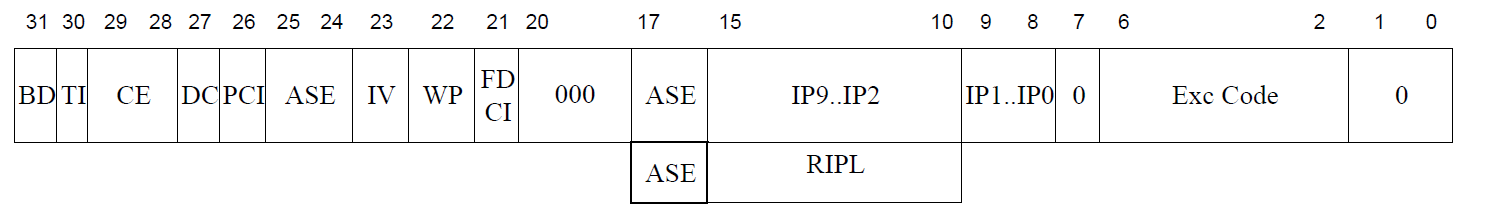 31 30 29 28 27 26 25 24 23 22 21 20 17 15 10 9 8 7 6 2 1 0
BD TI CE DC PCI ASE IV WP FD CI 000 ASE IP9..IP2 IP1..IP0 0 Exc Code 0
ASE RIPL